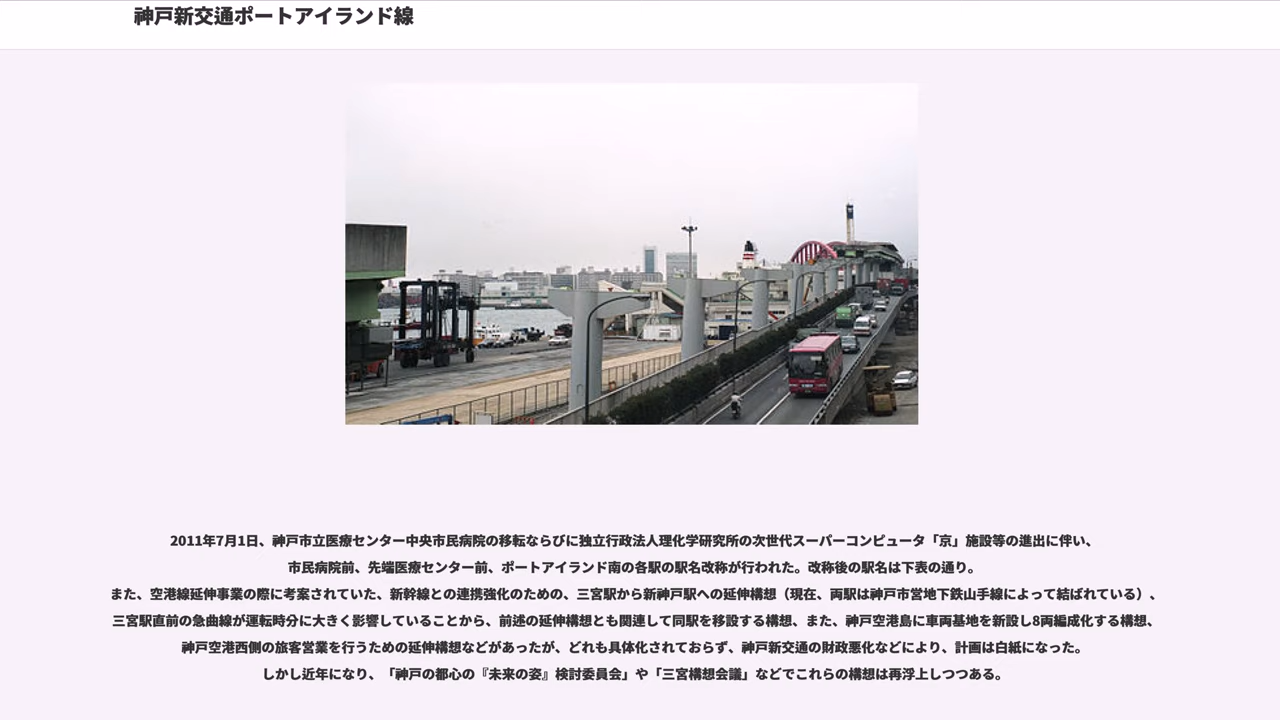 神戸新交通ポートアイランド線
2011年7月1日、神戸市立医療センター中央市民病院の移転ならびに独立行政法人理化学研究所の次世代スーパーコンピュータ「京」施設等の進出に伴い、
市民病院前、先端医療センター前、ポートアイランド南の各駅の駅名改称が行われた。改称後の駅名は下表の通り。
また、空港線延伸事業の際に考案されていた、新幹線との連携強化のための、三宮駅から新神戸駅への延伸構想（現在、両駅は神戸市営地下鉄山手線によって結ばれている）、
三宮駅直前の急曲線が運転時分に大きく影響していることから、前述の延伸構想とも関連して同駅を移設する構想、また、神戸空港島に車両基地を新設し8両編成化する構想、
神戸空港西側の旅客営業を行うための延伸構想などがあったが、どれも具体化されておらず、神戸新交通の財政悪化などにより、計画は白紙になった。
しかし近年になり、「神戸の都心の『未来の姿』検討委員会」や「三宮構想会議」などでこれらの構想は再浮上しつつある。